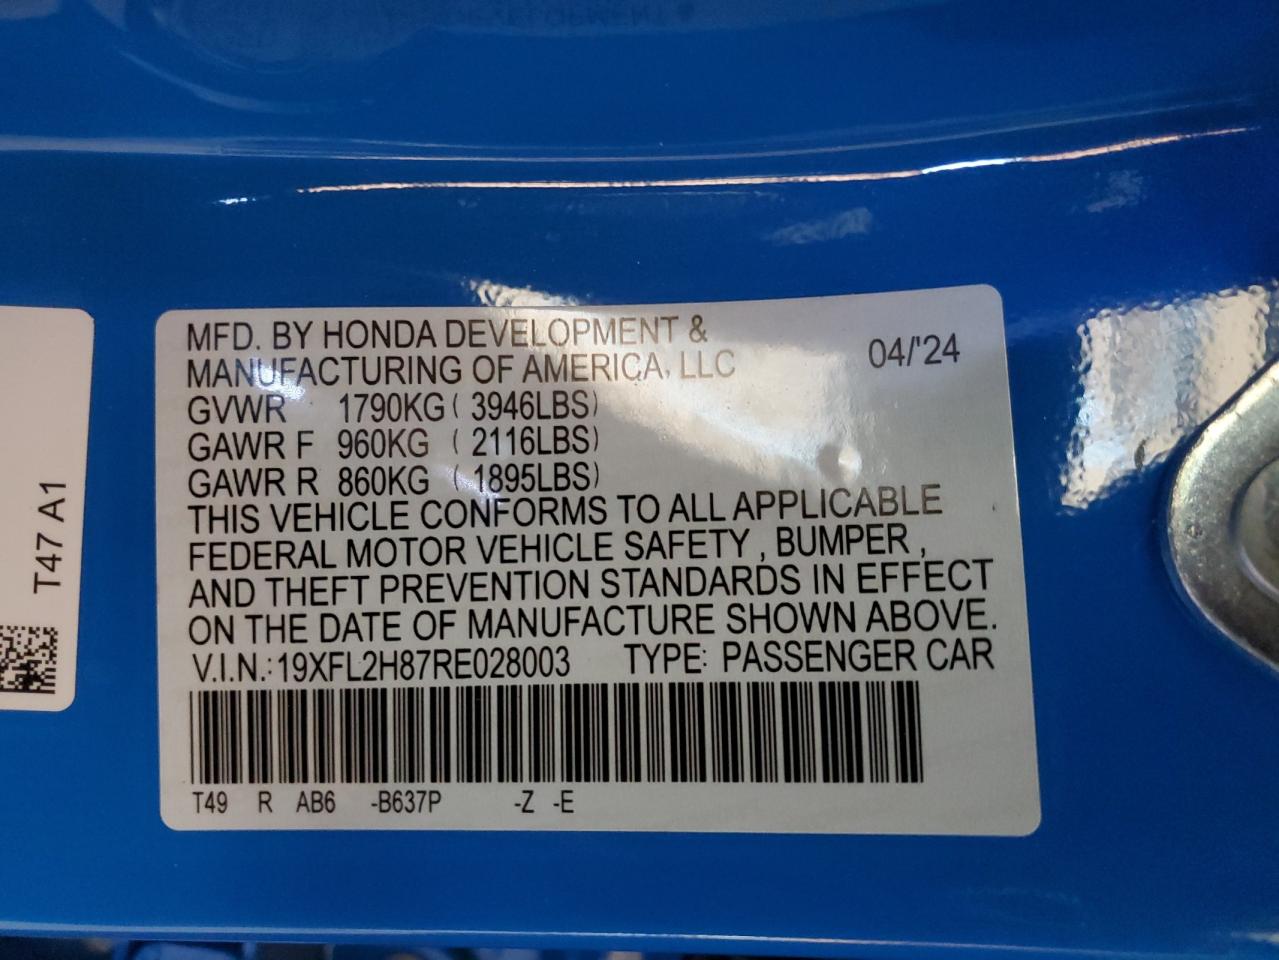 MFD. BY HONDA DEVELOPMENT &
MANUFACTURING OF AMERICA, LLC
04/'24
GVWR 1790KG ( 3946LBS)
GAWR F 960KG ( 2116LBS)
GAWR R 860KG ( 1895LBS)
THIS VEHICLE CONFORMS TO ALL APPLICABLE
FEDERAL MOTOR VEHICLE SAFETY , BUMPER ,
AND THEFT PREVENTION STANDARDS IN EFFECT
ON THE DATE OF MANUFACTURE SHOWN ABOVE.
V.I.N.: 19XFL2H87RE028003 TYPE: PASSENGER CAR
T49 R AB6 -B637P -Z -E
T47 A1